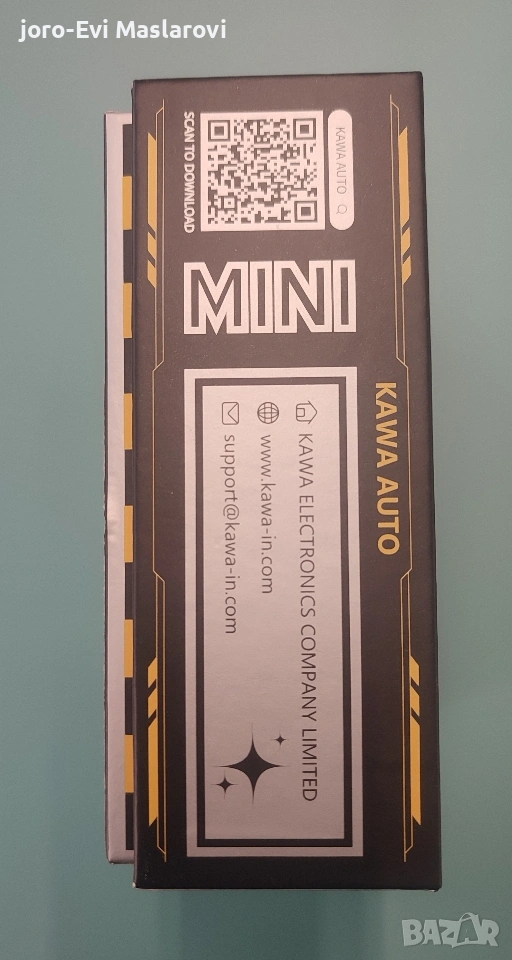 joro-Evi Maslarovi
KAWA AUTO
SCAN TO DOWNLOAD
MINI
KAWA AUTO
KAWA ELECTRONICS COMPANY LIMITED
www.kawa-in.com
support@kawa-in.com
BAZAR